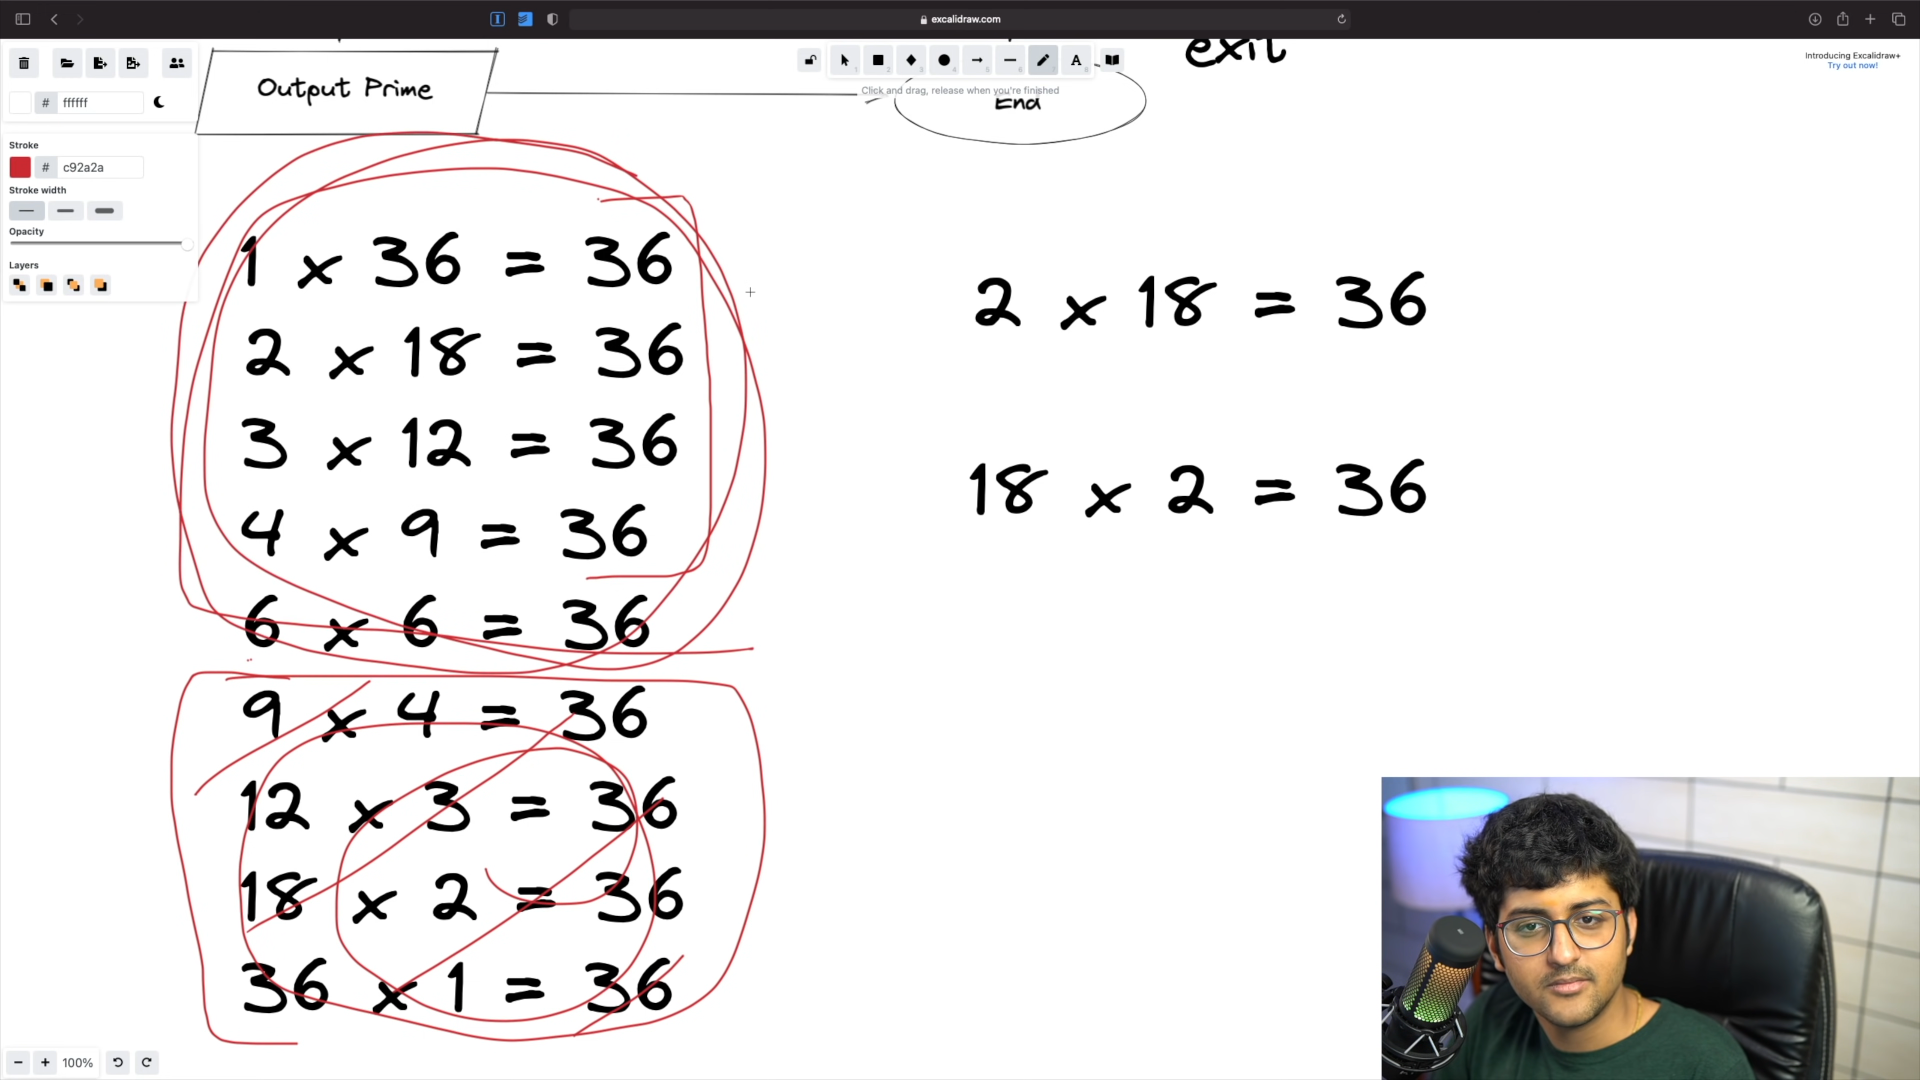 excalidraw.com
exit
Introducing Excalidraw+
Try out now!
Output Prime
Click and drag, release when you're finished
End
# ffffff
Stroke
# c92a2a
Stroke width
Opacity
Layers
1 x 36 = 36
2 x 18 = 36
3 x 12 = 36
4 x 9 = 36
6 x 6 = 36
9 x 4 = 36
12 x 3 = 36
18 x 2 = 36
36 x 1 = 36
2 x 18 = 36
18 x 2 = 36
100%